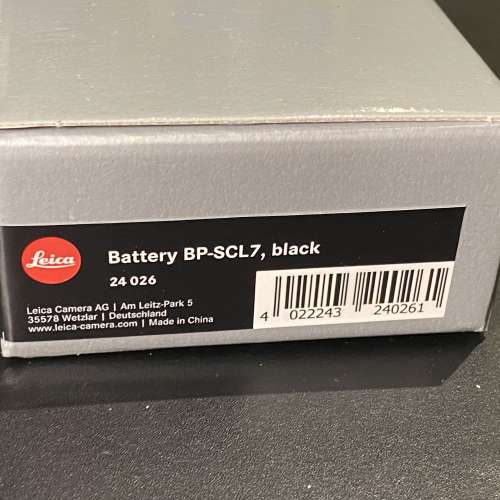 Leica
Battery BP-SCL7, black
24 026
Leica Camera AG | Am Leitz-Park 5
35578 Wetzlar | Deutschland
www.leica-camera.com | Made in China
4 022243 240261